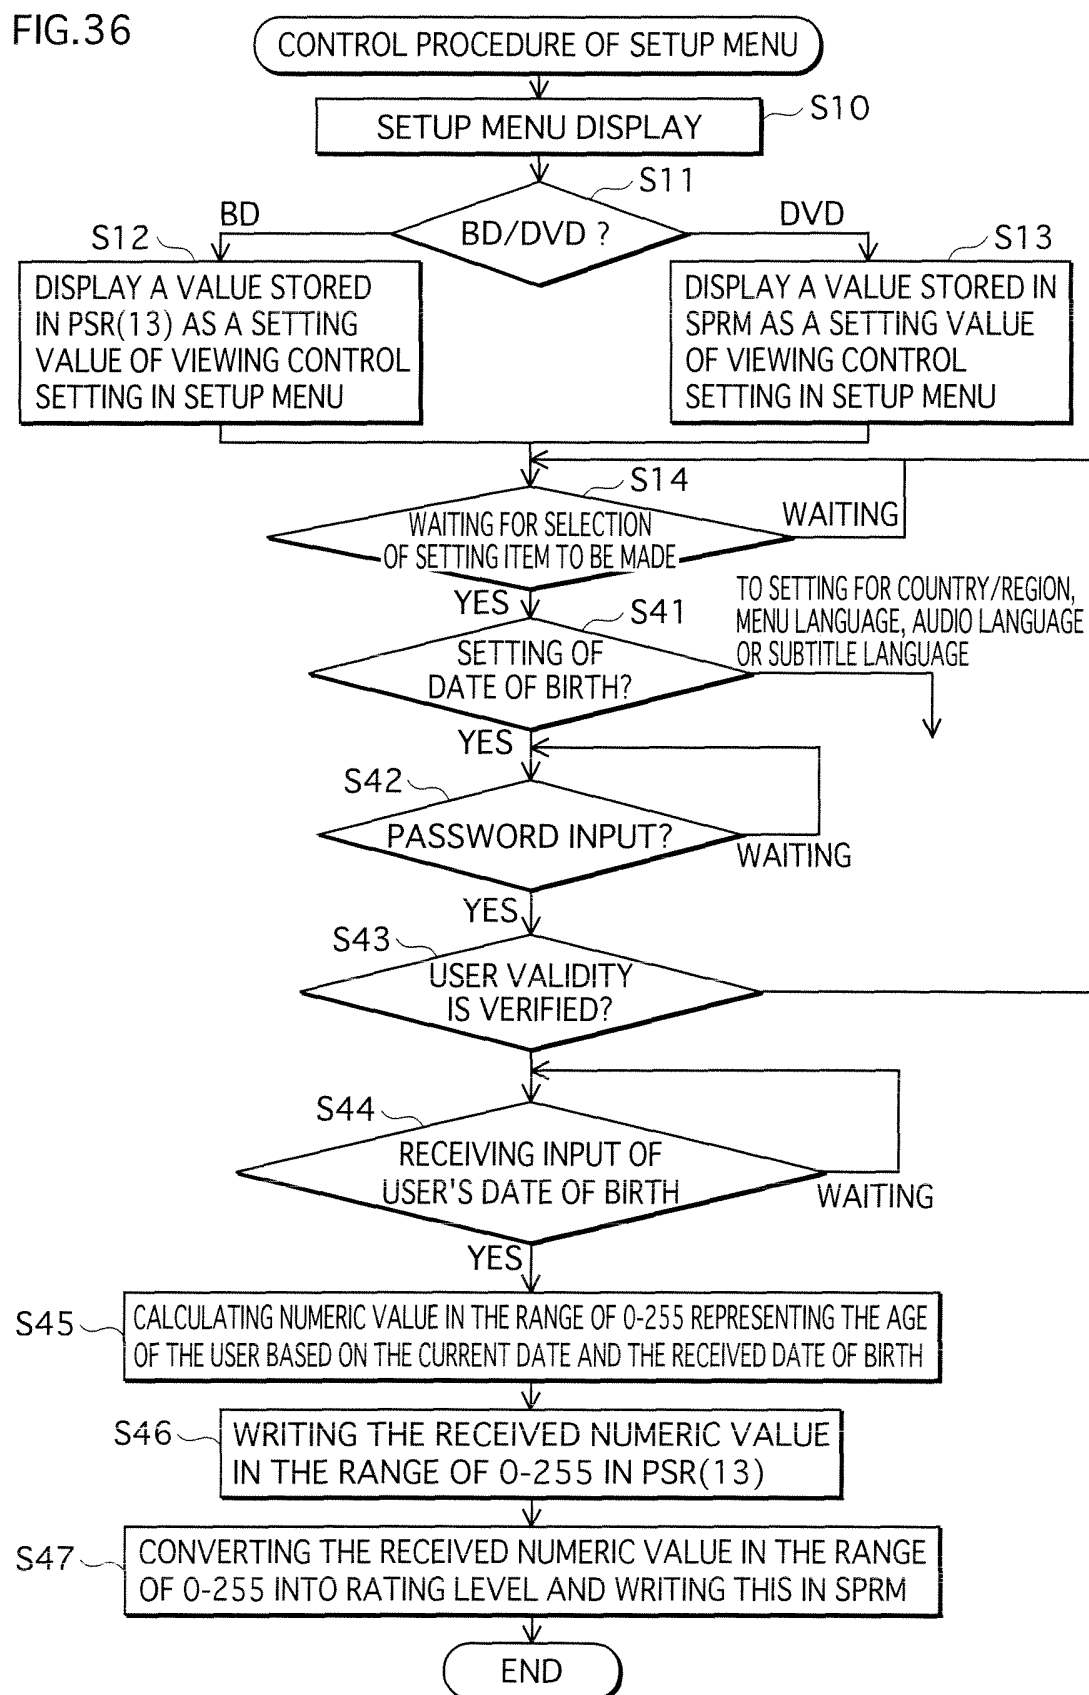 FIG.36
CONTROL PROCEDURE OF SETUP MENU
S10
SETUP MENU DISPLAY
S11
BD/DVD ?
BD
DVD
S12
S13
DISPLAY A VALUE STORED
IN PSR(13) AS A SETTING
VALUE OF VIEWING CONTROL
SETTING IN SETUP MENU
DISPLAY A VALUE STORED IN
SPRM AS A SETTING VALUE
OF VIEWING CONTROL
SETTING IN SETUP MENU
S14
WAITING FOR SELECTION
OF SETTING ITEM TO BE MADE
WAITING
YES
TO SETTING FOR COUNTRY/REGION,
MENU LANGUAGE, AUDIO LANGUAGE
OR SUBTITLE LANGUAGE
S41
SETTING OF
DATE OF BIRTH?
YES
S42
PASSWORD INPUT?
WAITING
YES
S43
USER VALIDITY
IS VERIFIED?
S44
RECEIVING INPUT OF
USER'S DATE OF BIRTH
WAITING
YES
S45
CALCULATING NUMERIC VALUE IN THE RANGE OF 0-255 REPRESENTING THE AGE
OF THE USER BASED ON THE CURRENT DATE AND THE RECEIVED DATE OF BIRTH
S46
WRITING THE RECEIVED NUMERIC VALUE
IN THE RANGE OF 0-255 IN PSR(13)
S47
CONVERTING THE RECEIVED NUMERIC VALUE IN THE RANGE
OF 0-255 INTO RATING LEVEL AND WRITING THIS IN SPRM
END